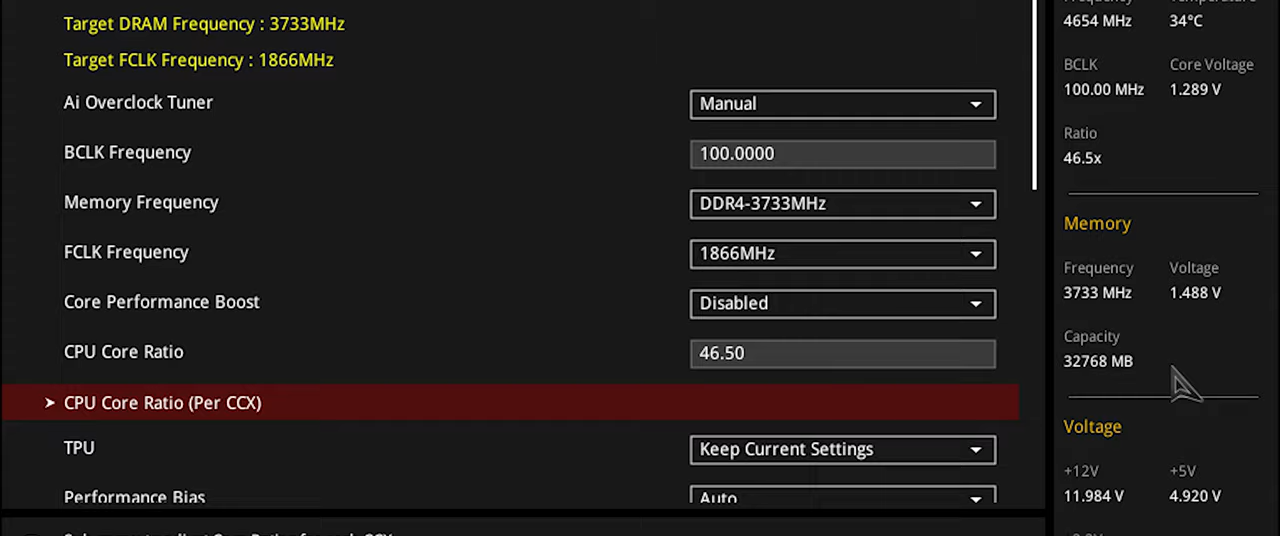 Target DRAM Frequency : 3733MHz
Target FCLK Frequency : 1866MHz
Ai Overclock Tuner Manual
BCLK Frequency 100.0000
Memory Frequency DDR4-3733MHz
FCLK Frequency 1866MHz
Core Performance Boost Disabled
CPU Core Ratio 46.50
CPU Core Ratio (Per CCX)
TPU Keep Current Settings
Performance Bias Auto
Frequency Temperature
4654 MHz 34°C
BCLK Core Voltage
100.00 MHz 1.289 V
Ratio
46.5x
Memory
Frequency Voltage
3733 MHz 1.488 V
Capacity
32768 MB
Voltage
+12V +5V
11.984 V 4.920 V